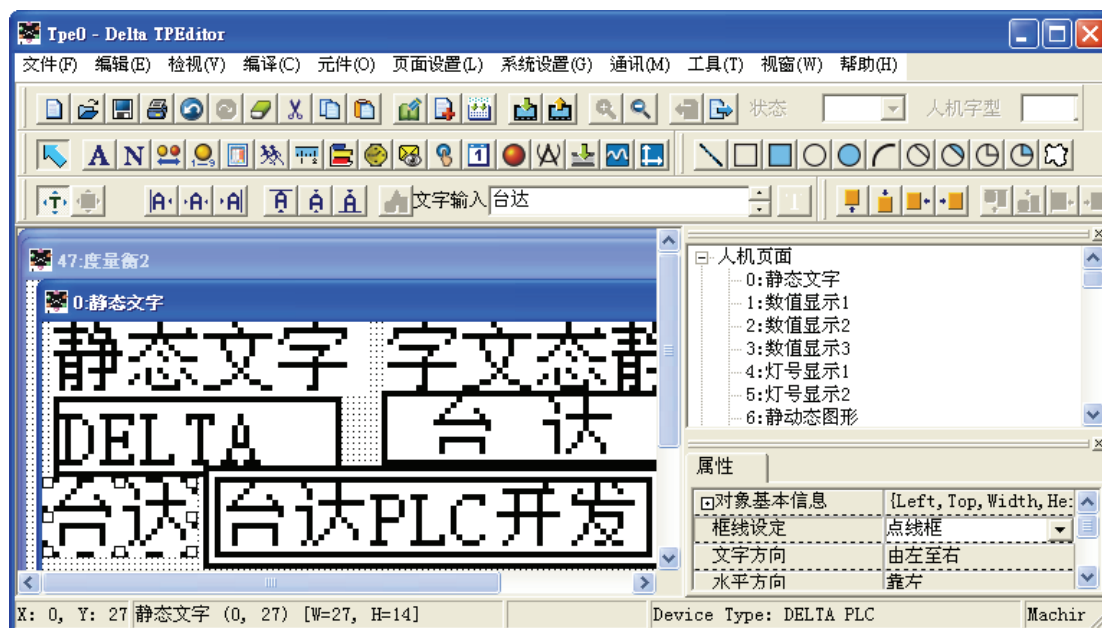 Tpe0 - Delta TPEditor
文件(F) 编辑(E) 检视(V) 编译(C) 元件(O) 页面设置(L) 系统设置(G) 通讯(M) 工具(T) 视窗(W) 帮助(H)
状态 人机字型
A N
A A A A A A 文字输入 台达 T
47:度量衡2
0:静态文字
静态文字 字文态静
DELTA 台 达
台达 台达PLC开发
人机页面
0:静态文字
1:数值显示1
2:数值显示2
3:数值显示3
4:灯号显示1
5:灯号显示2
6:静动态图形
属性
对象基本信息 {Left, Top, Width, He:
框线设定 点线框
文字方向 由左至右
水平方向 靠左
X: 0, Y: 27 静态文字 (0, 27) [W=27, H=14] Device Type: DELTA PLC Machir